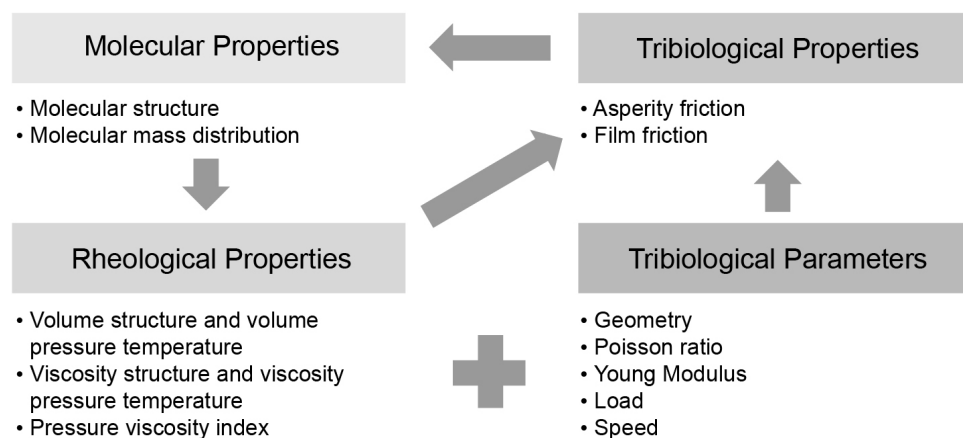 Molecular Properties
• Molecular structure
• Molecular mass distribution
Tribiological Properties
• Asperity friction
• Film friction
Rheological Properties
• Volume structure and volume
pressure temperature
• Viscosity structure and viscosity
pressure temperature
• Pressure viscosity index
Tribiological Parameters
• Geometry
• Poisson ratio
• Young Modulus
• Load
• Speed